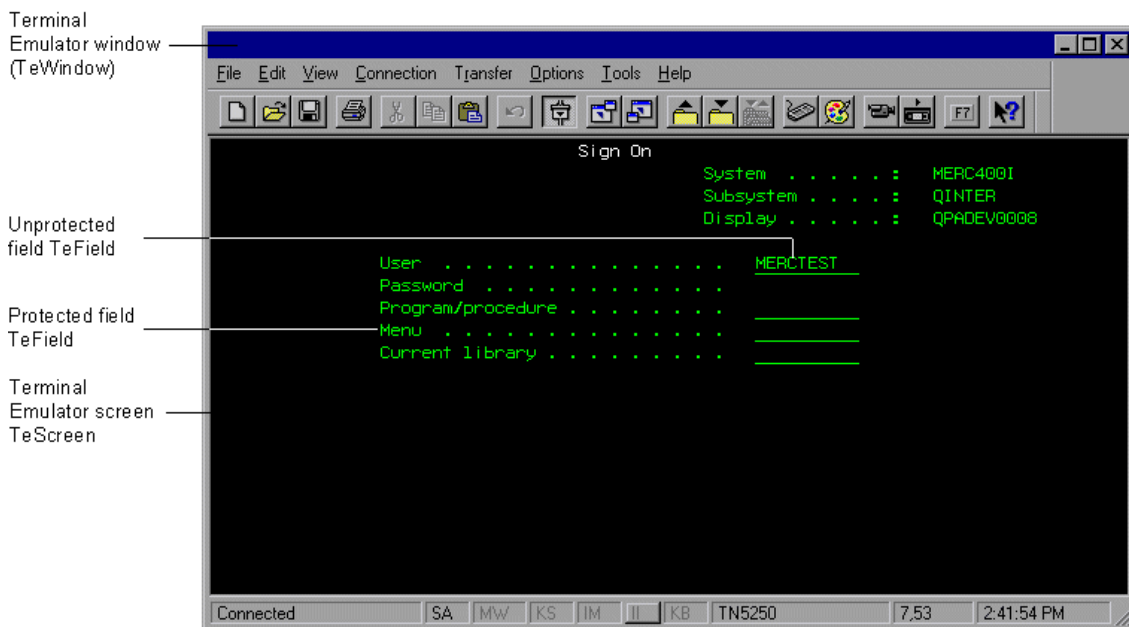 Terminal
Emulator window
(TeWindow)
File Edit View Connection Transfer Options Tools Help
F7
Sign On
System . . . . . : MERC400I
Subsystem . . . . : QINTER
Display . . . . . : QPADEV0008
Unprotected
field TeField
User . . . . . . . . . . . . . . MERCTEST
Password . . . . . . . . . . . .
Program/procedure . . . . . . . .
Protected field
TeField
Menu . . . . . . . . . . . . . .
Current library . . . . . . . . .
Terminal
Emulator screen
TeScreen
Connected SA MW KS IM II KB TN5250 7,53 2:41:54 PM